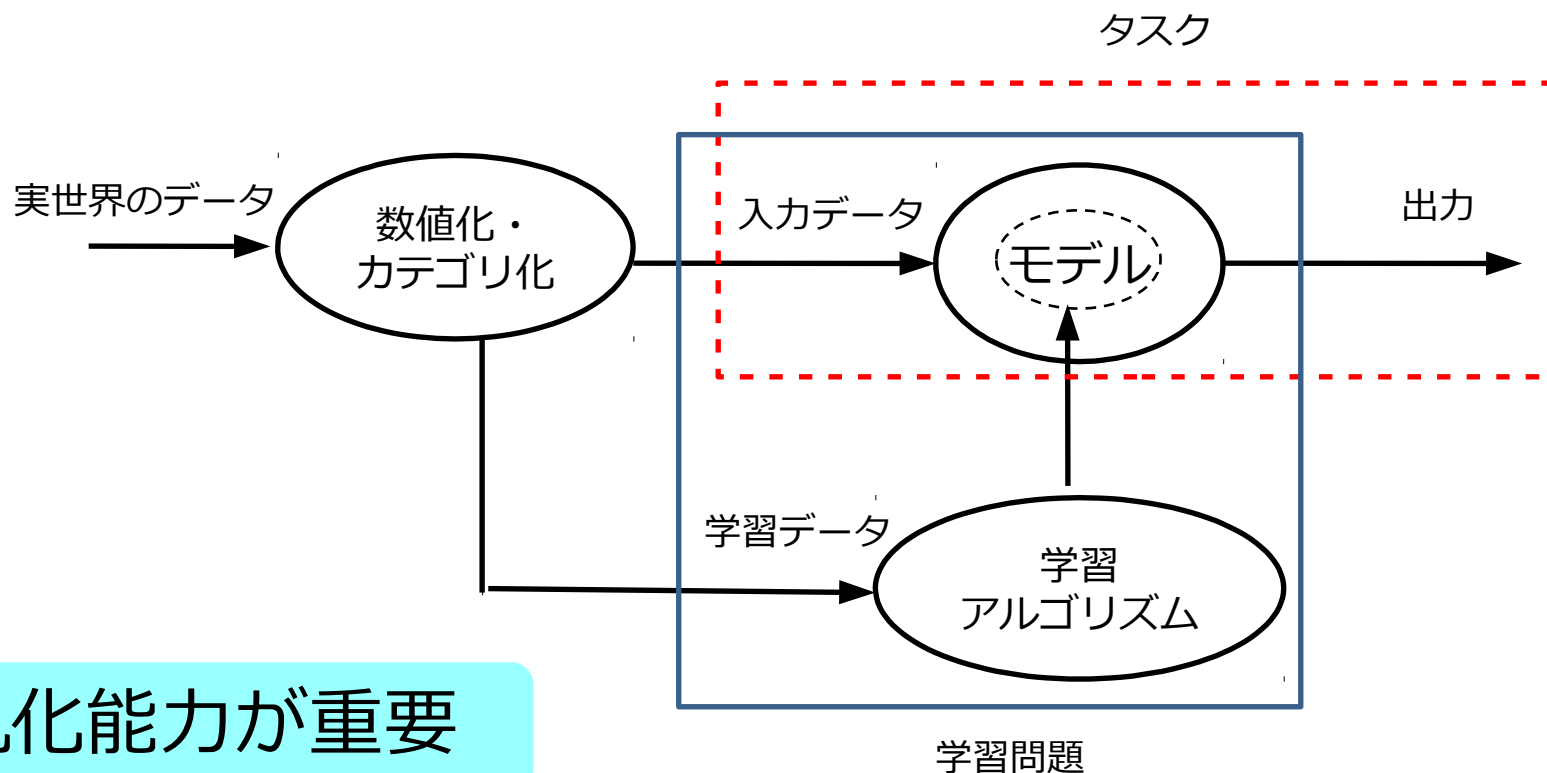 タスク
実世界のデータ
数値化・
カテゴリ化
入力データ
モデル
出力
学習データ
学習
アルゴリズム
化能力が重要
学習問題